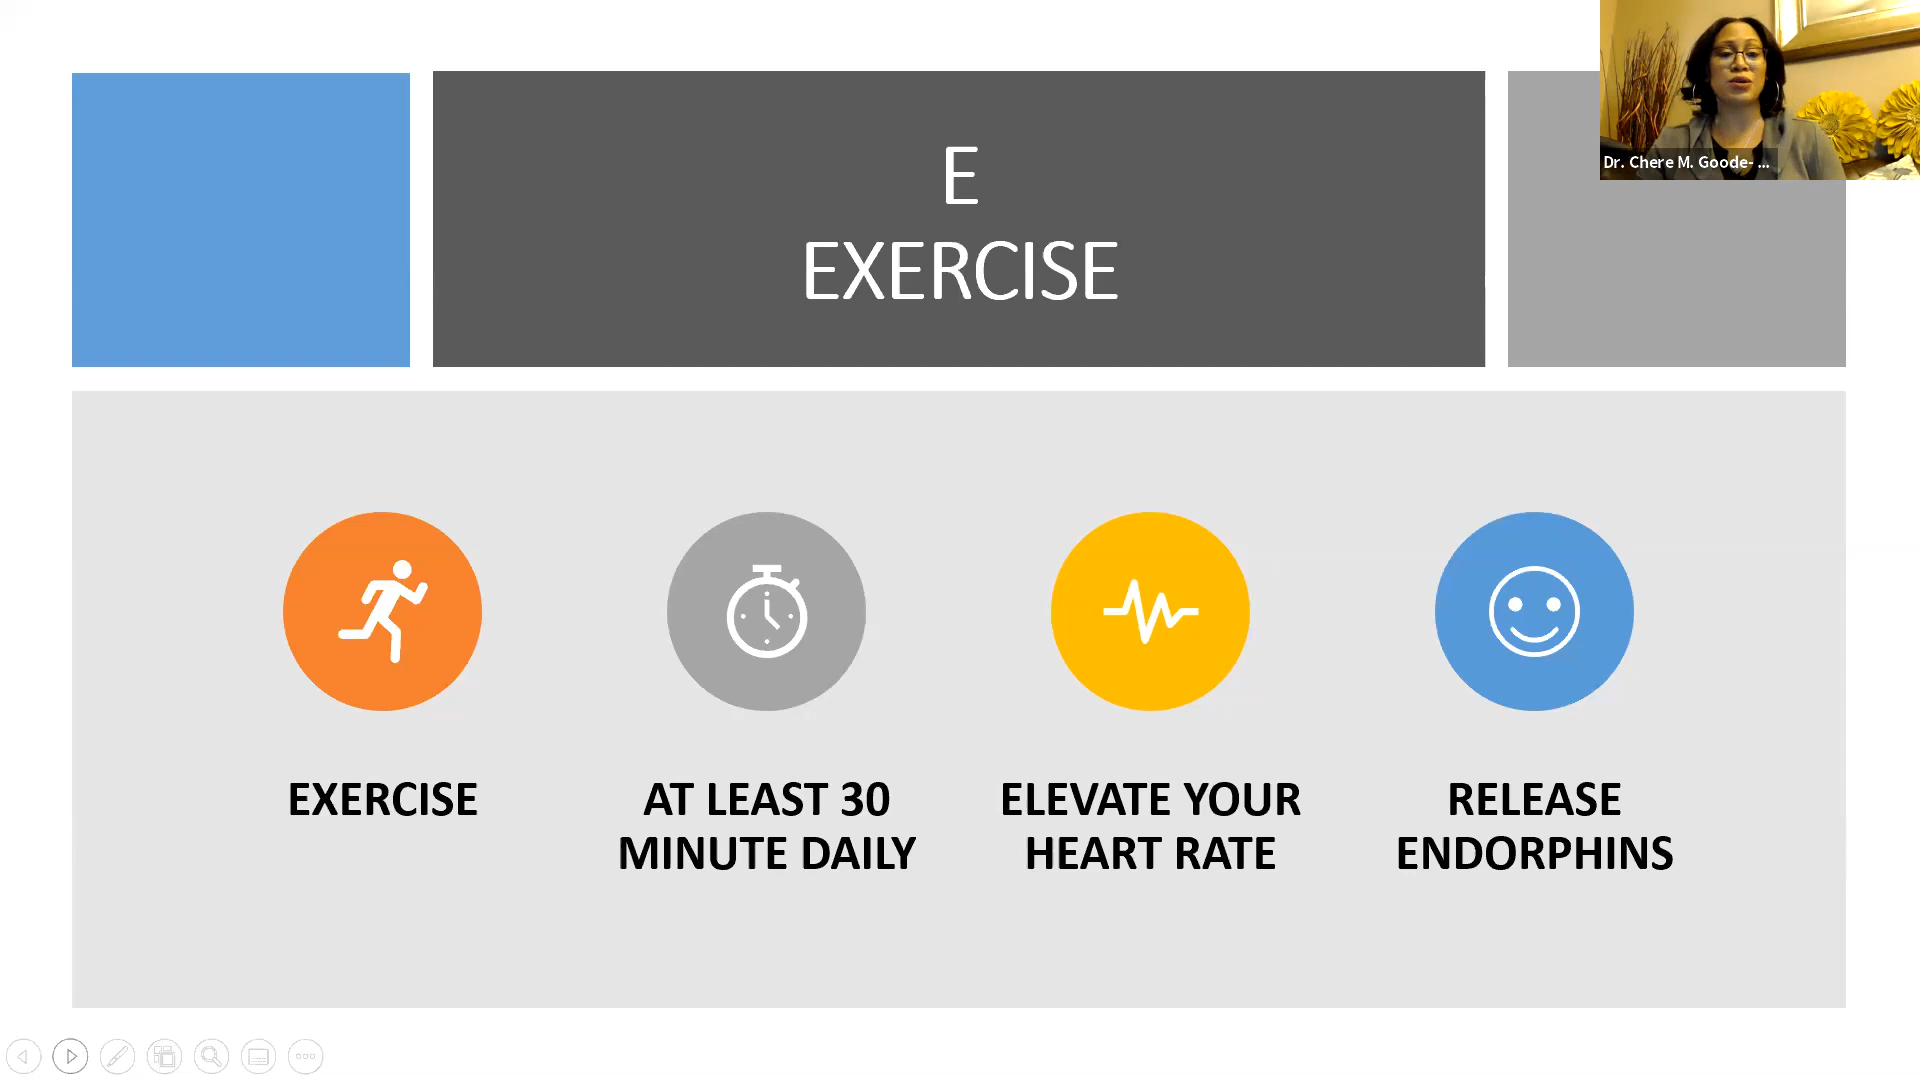 E
EXERCISE
Dr. Chere M. Goode- ...
EXERCISE
AT LEAST 30
MINUTE DAILY
ELEVATE YOUR
HEART RATE
RELEASE
ENDORPHINS